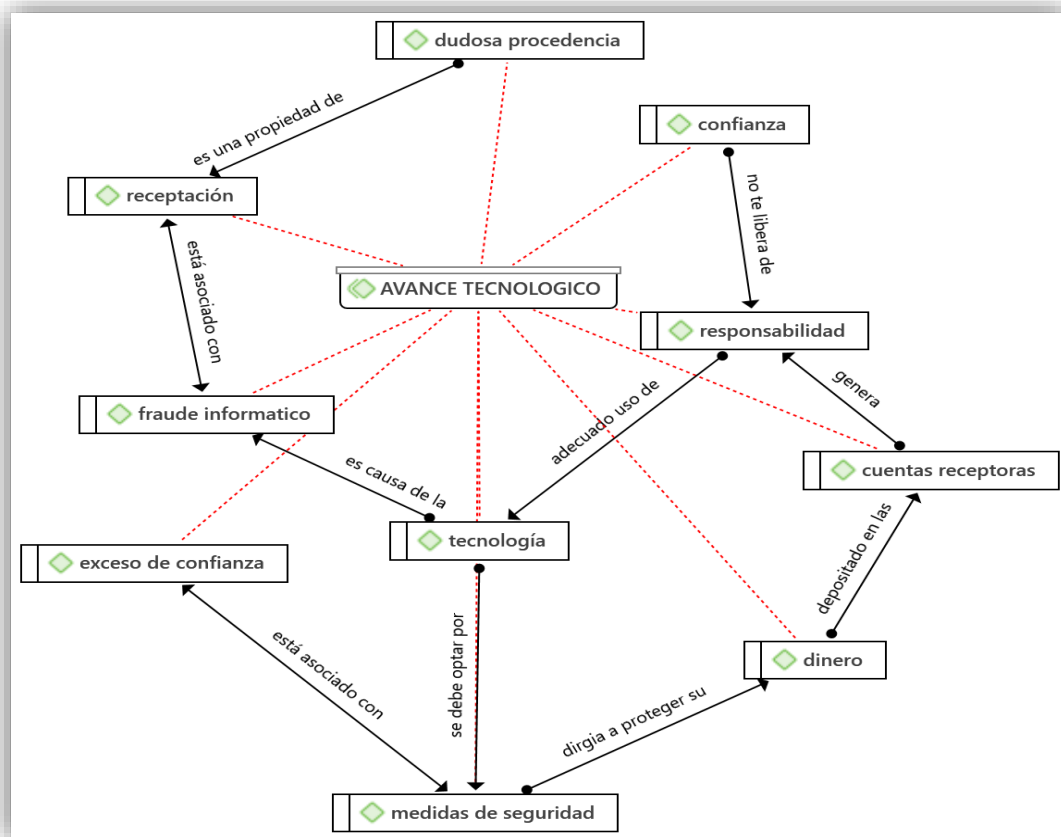 dudosa procedencia
confianza
es una propiedad de
receptación
no te libera de
está asociado con
AVANCE TECNOLOGICO
responsabilidad
genera
fraude informatico
adecuado uso de
es causa de la
cuentas receptoras
tecnología
exceso de confianza
depositado en las
está asociado con
se debe optar por
dinero
dirgia a proteger su
medidas de seguridad